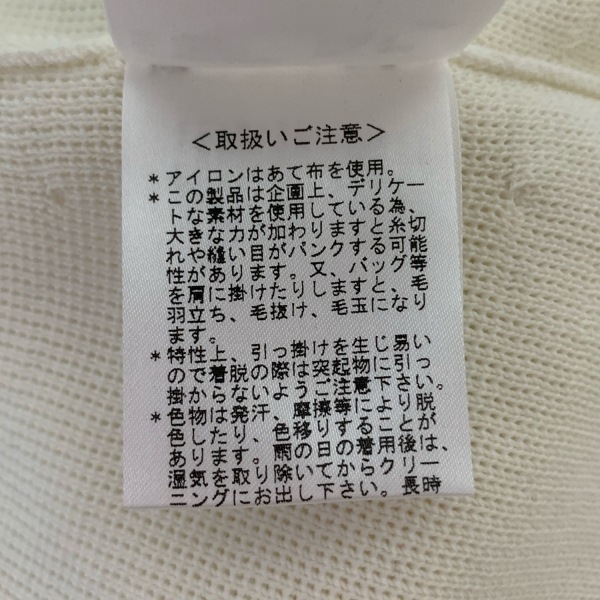 <取扱いご注意>
*アイロンはあて布を使用。
*この製品は企画上、デリケー
トな素材を使用している為、
大きな力が加わりますと糸切
れや縫い目がパンクする可能
性があります。又、バッグ等
を肩に掛けたりしますと、毛
羽立ち、毛抜け、毛玉になり
ます。
*特性上、引っ掛けを生じ易い
ので着脱の際は突起物に引っ
掛からないようご注意下さい。
*色物は発汗、摩擦等により脱
色したり、色移りすることが
あります。雨の日の着用後は、
湿気を取り除いてからクリー
ニングにお出し下さい。長時